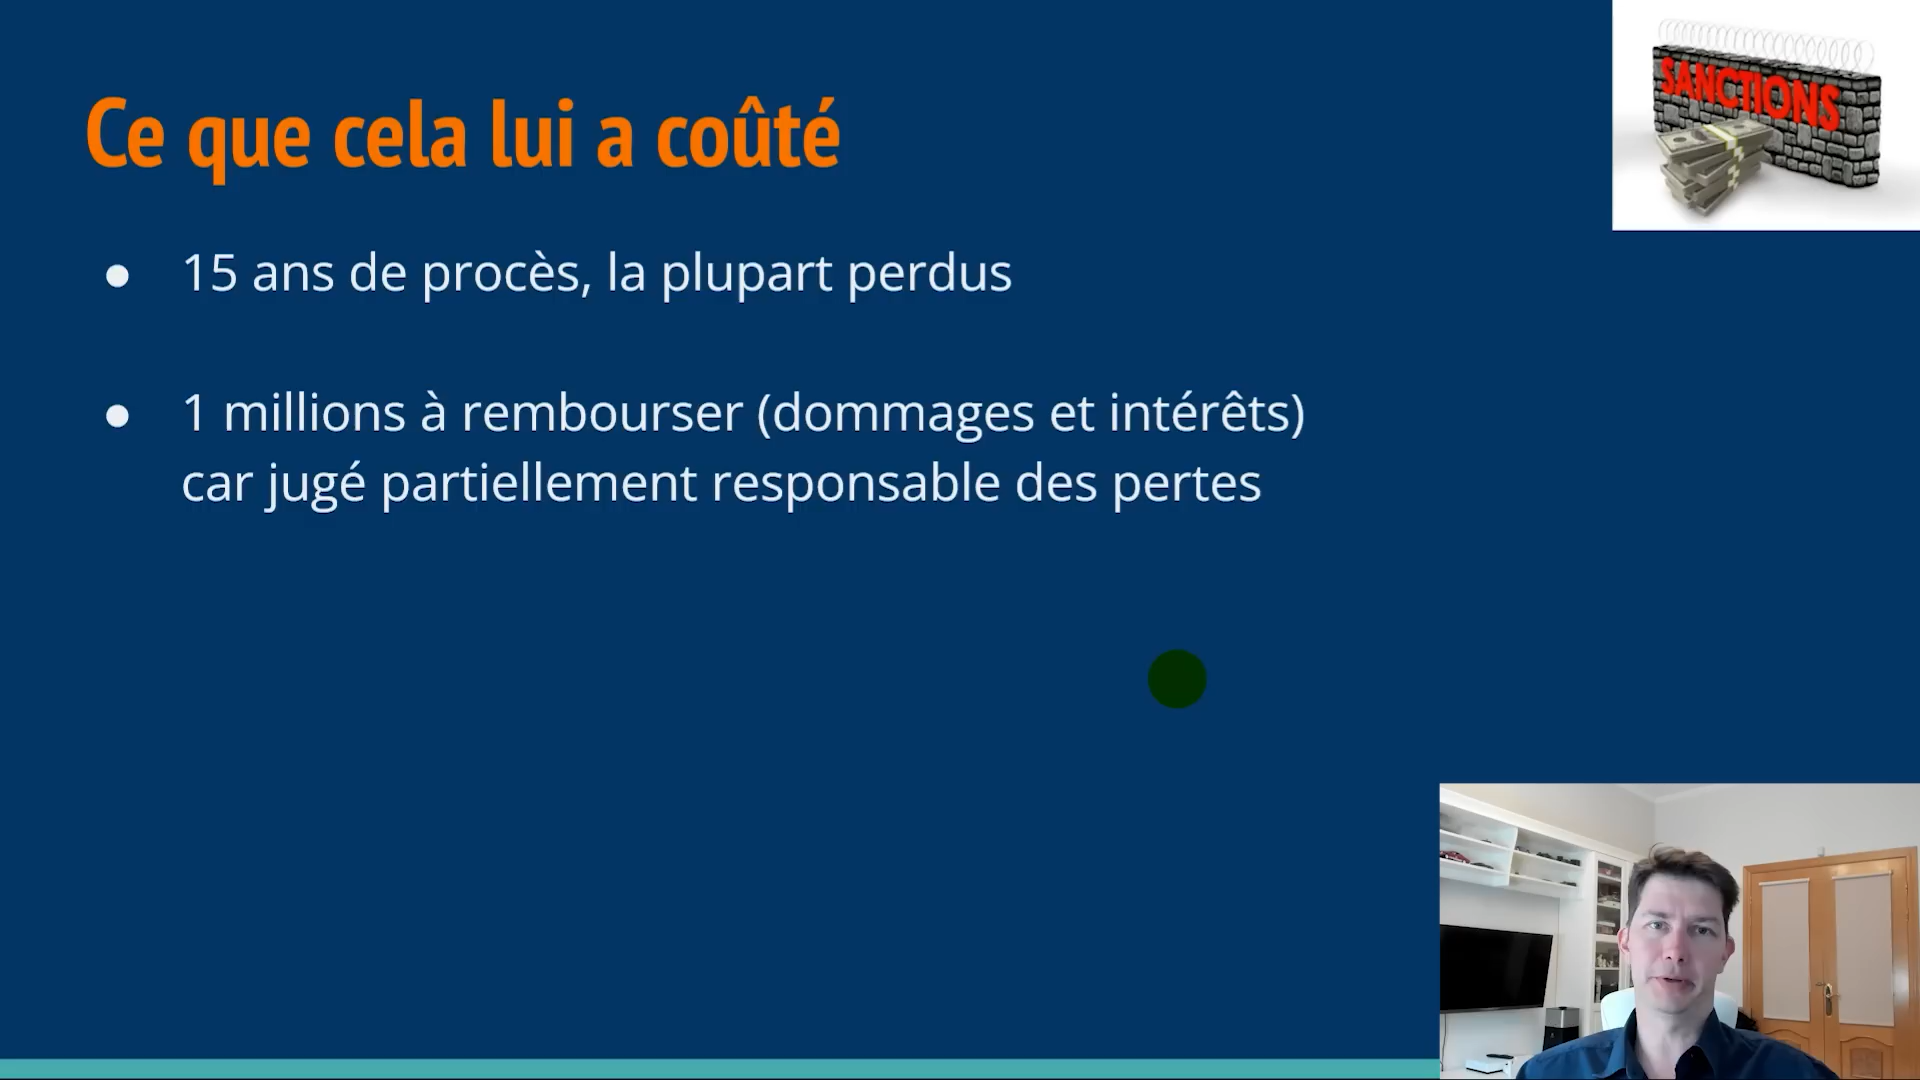 Ce que cela lui a coûté
SANCTIONS
● 15 ans de procès, la plupart perdus
● 1 millions à rembourser (dommages et intérêts)
car jugé partiellement responsable des pertes